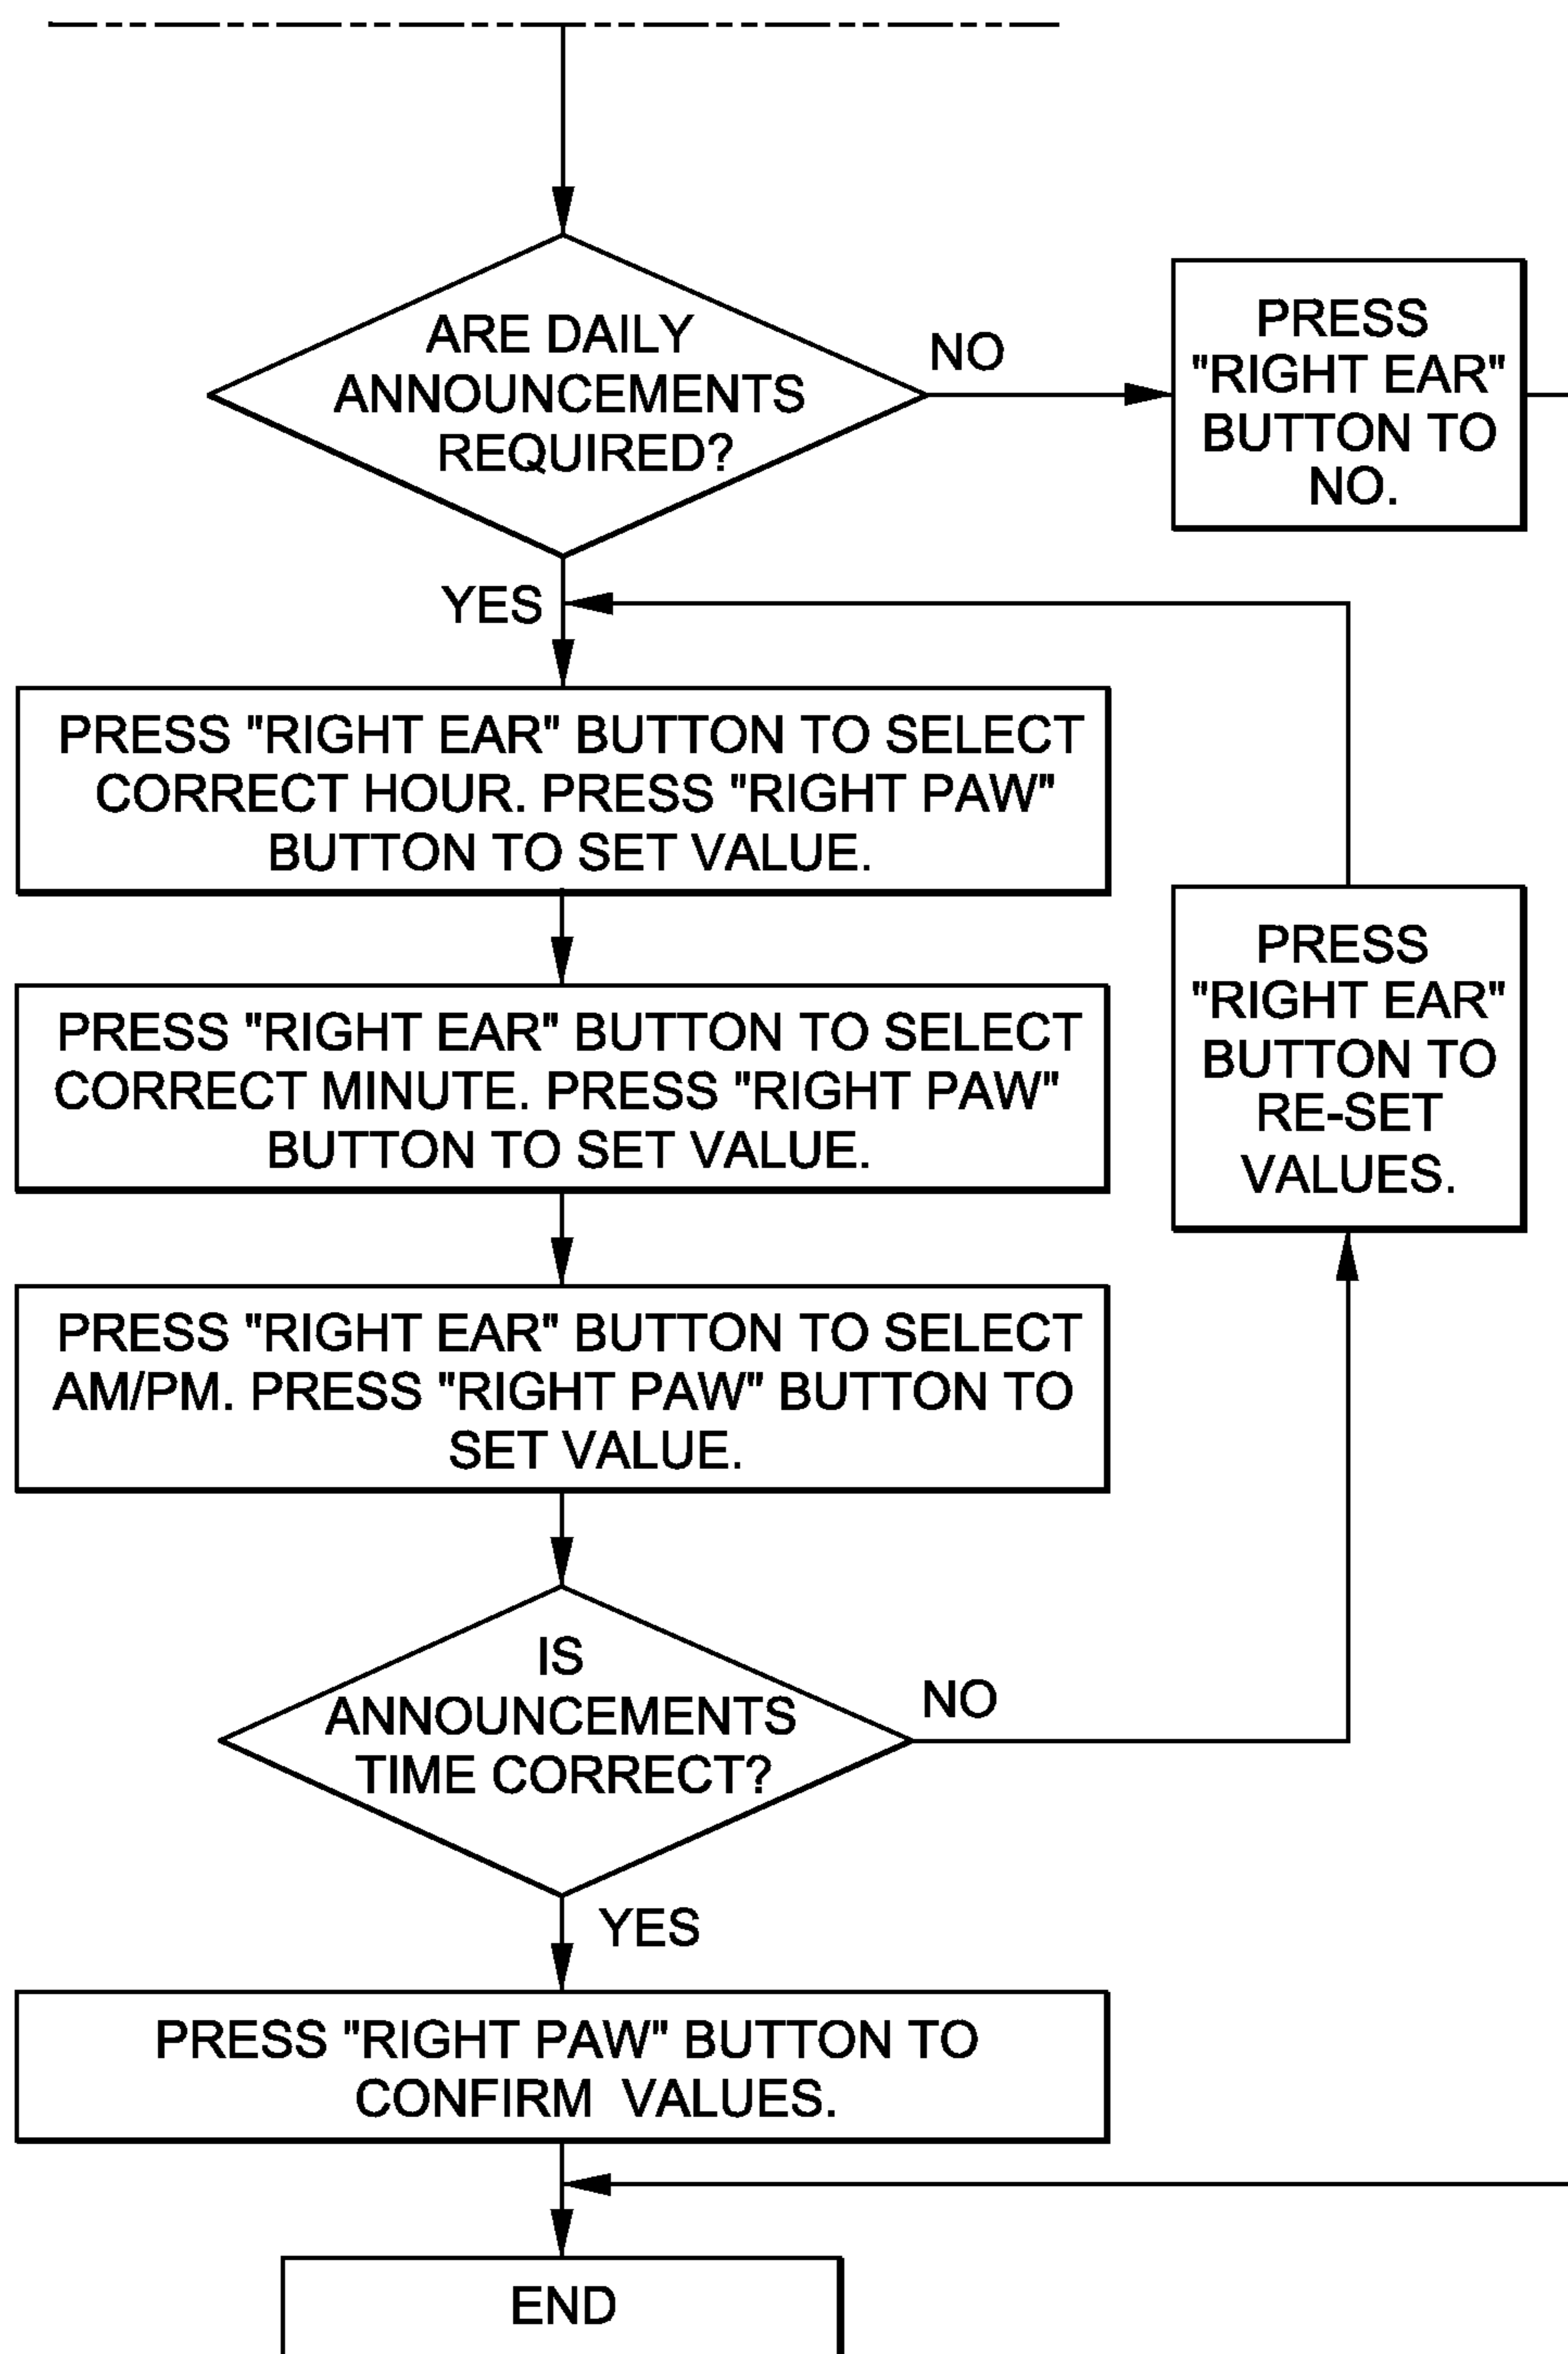 ARE DAILY
ANNOUNCEMENTS
REQUIRED?
NO
PRESS
"RIGHT EAR"
BUTTON TO
NO.
YES
PRESS "RIGHT EAR" BUTTON TO SELECT
CORRECT HOUR. PRESS "RIGHT PAW"
BUTTON TO SET VALUE.
PRESS "RIGHT EAR" BUTTON TO SELECT
CORRECT MINUTE. PRESS "RIGHT PAW"
BUTTON TO SET VALUE.
PRESS
"RIGHT EAR"
BUTTON TO
RE-SET
VALUES.
PRESS "RIGHT EAR" BUTTON TO SELECT
AM/PM. PRESS "RIGHT PAW" BUTTON TO
SET VALUE.
IS
ANNOUNCEMENTS
TIME CORRECT?
NO
YES
PRESS "RIGHT PAW" BUTTON TO
CONFIRM VALUES.
END